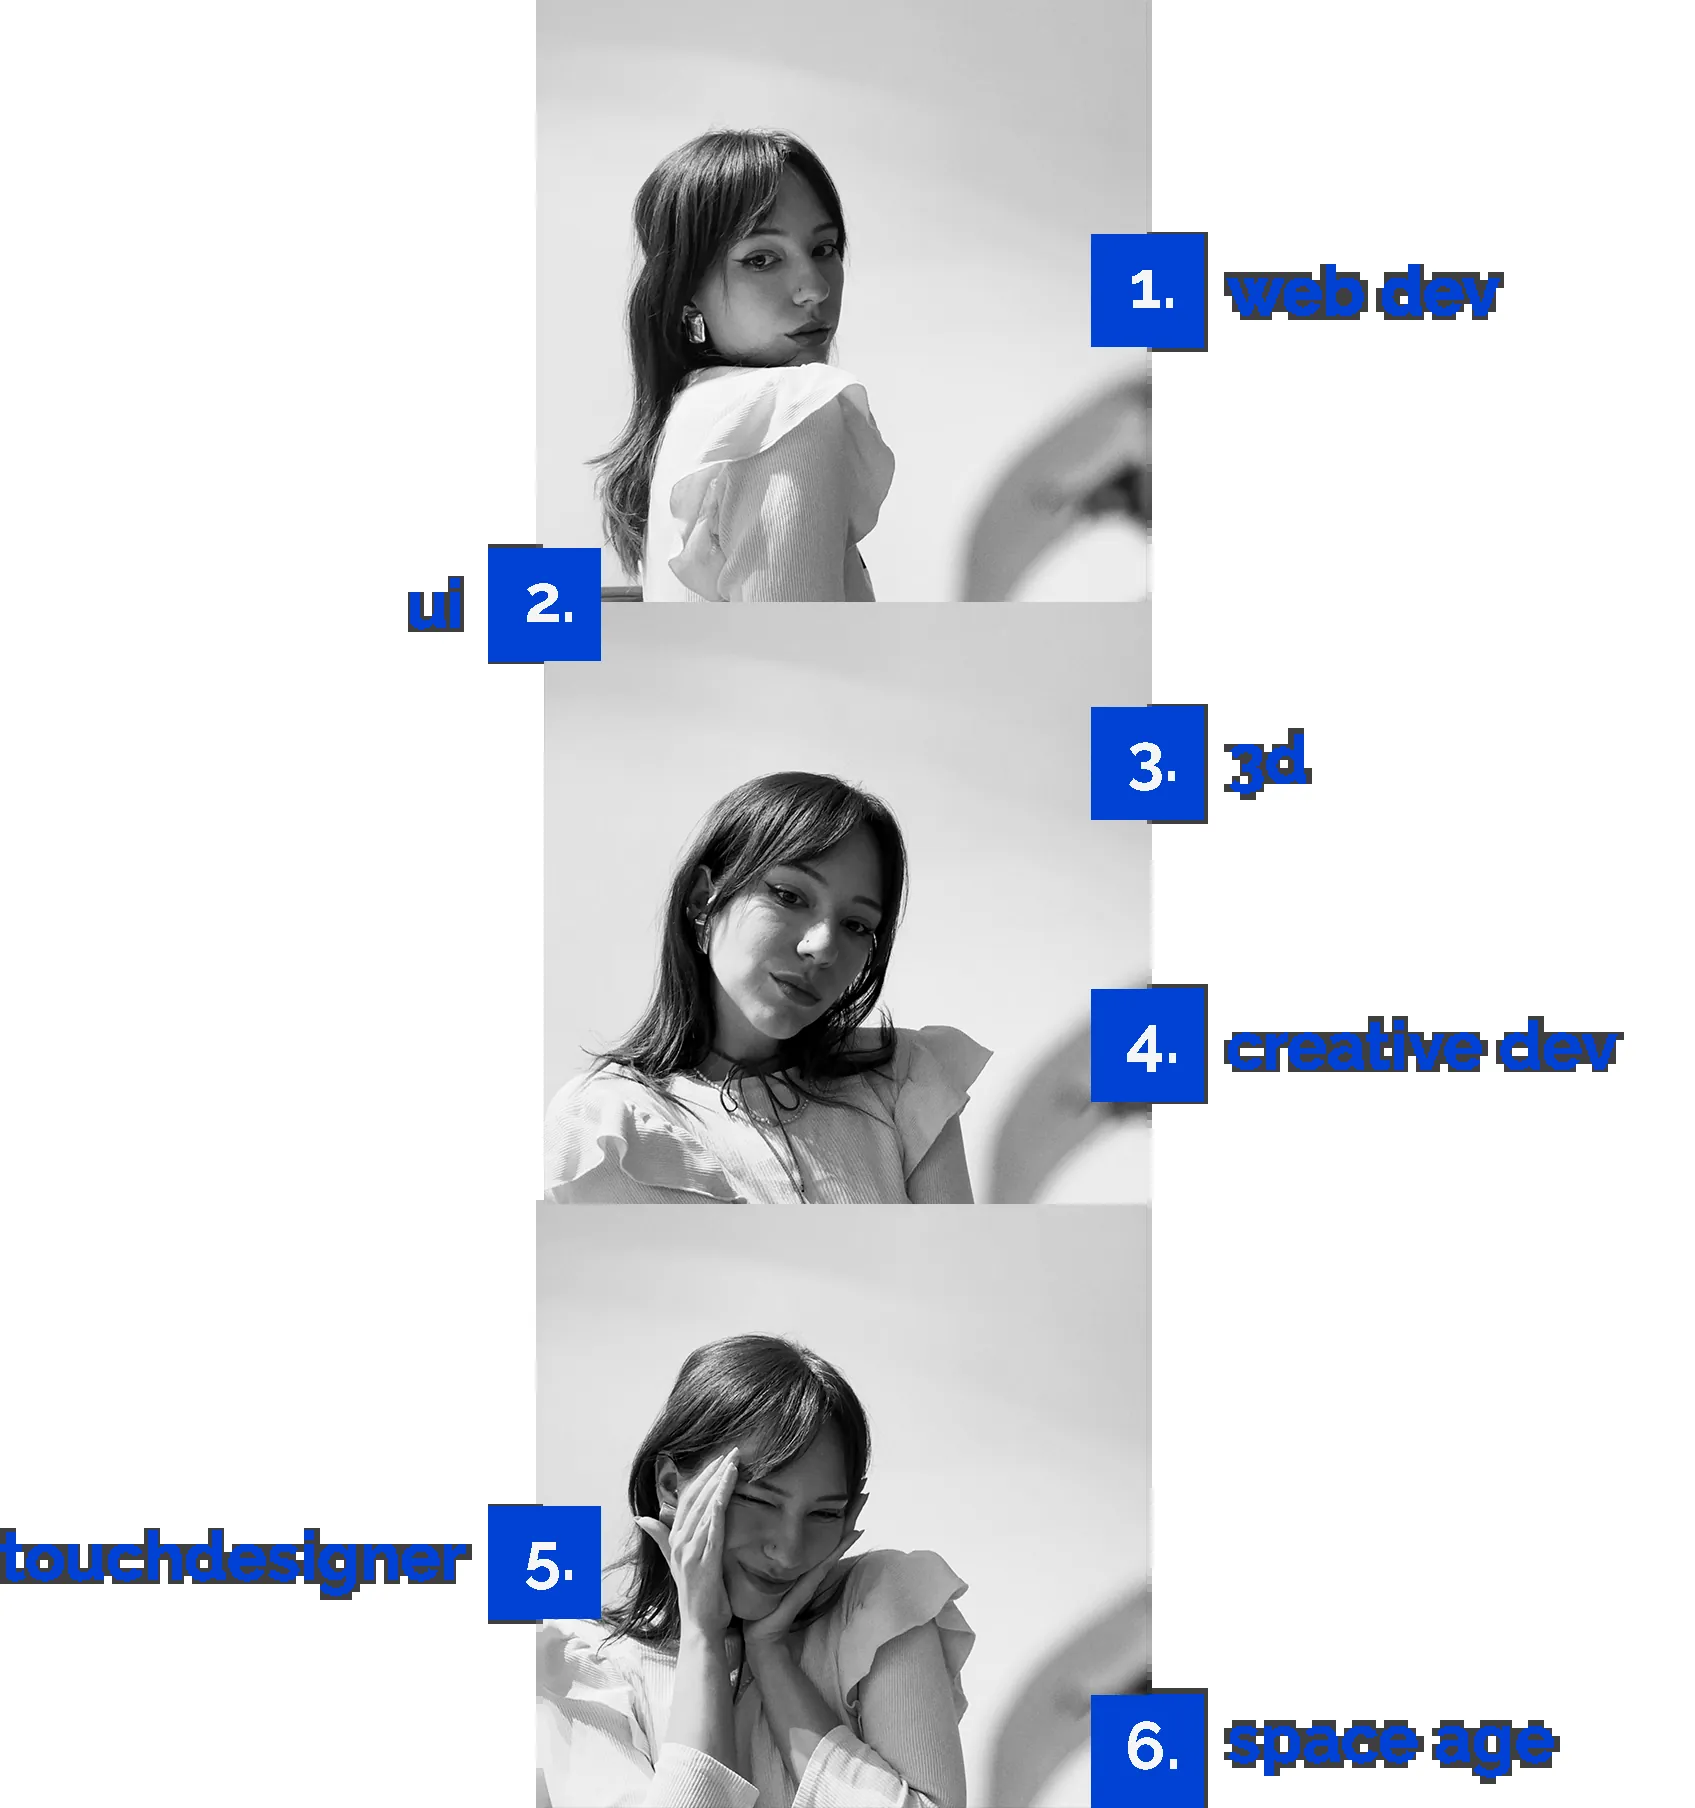 1. web dev
ui 2.
3. 3d
4. creative dev
touchdesigner 5.
6. space age